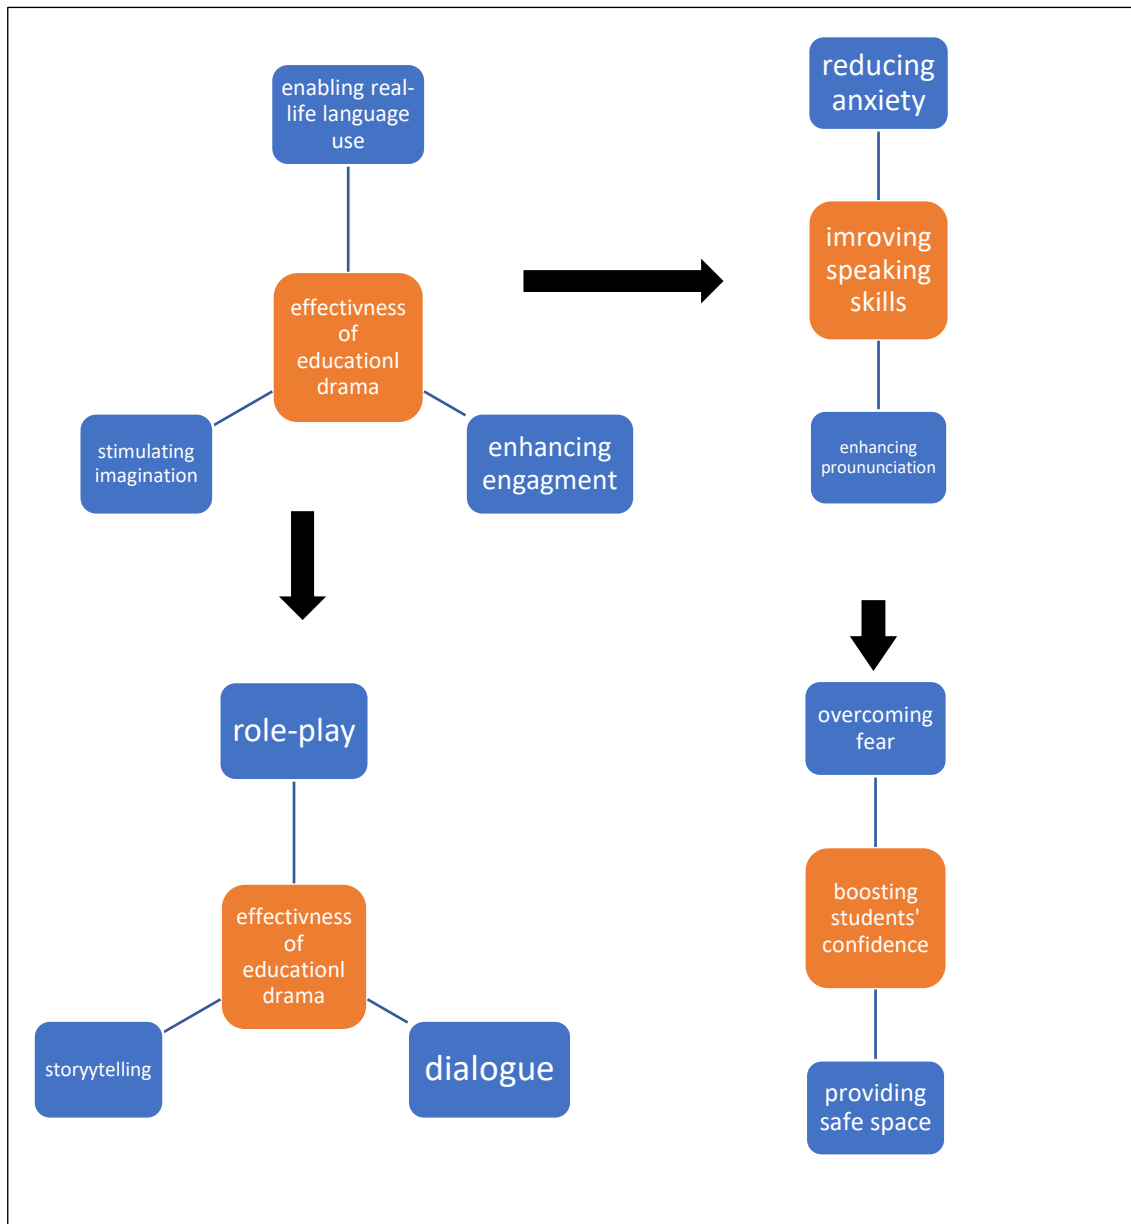 enabling real-
life language
use
effectivness
of
educationl
drama
stimulating
imagination
enhancing
engagment
reducing
anxiety
imroving
speaking
skills
enhancing
proununciation
role-play
effectivness
of
educationl
drama
storyytelling
dialogue
overcoming
fear
boosting
students'
confidence
providing
safe space